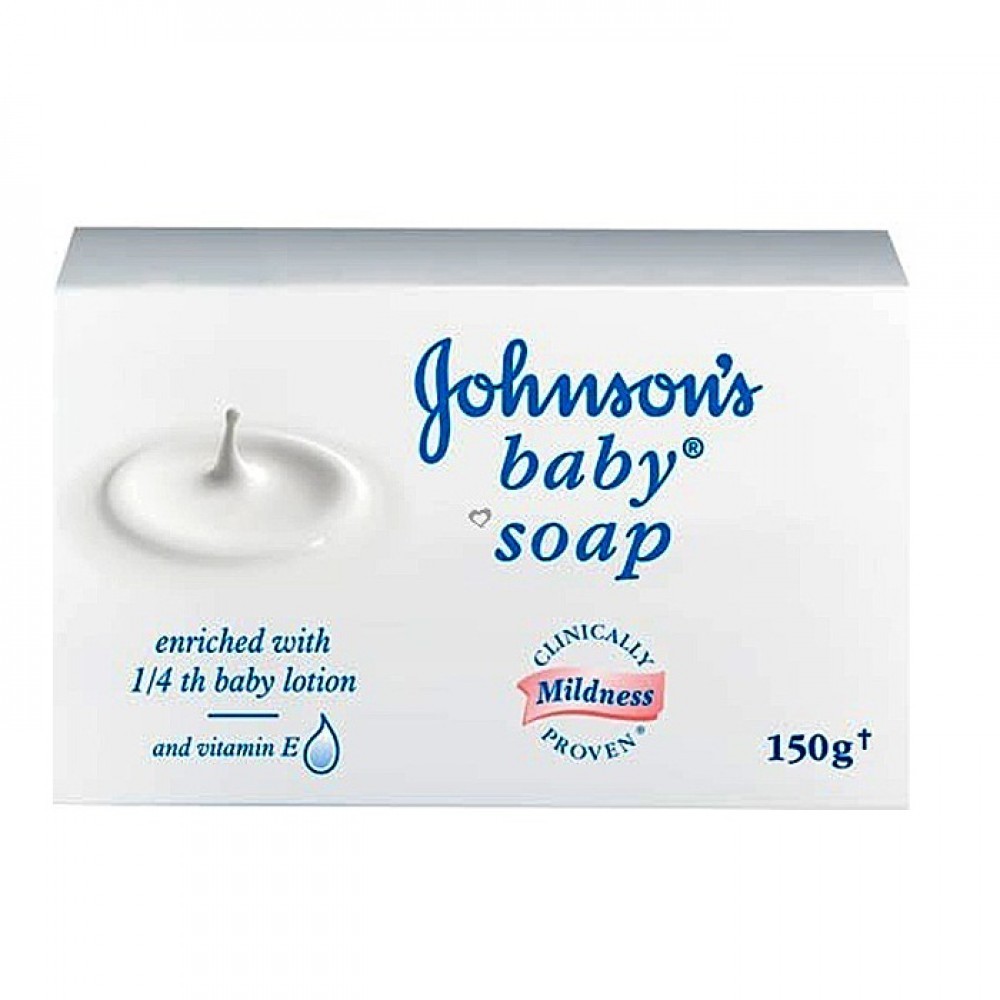 Johnson's
baby®
soap
enriched with
1/4 th baby lotion
and vitamin E
CLINICALLY
Mildness
PROVEN®
150g†